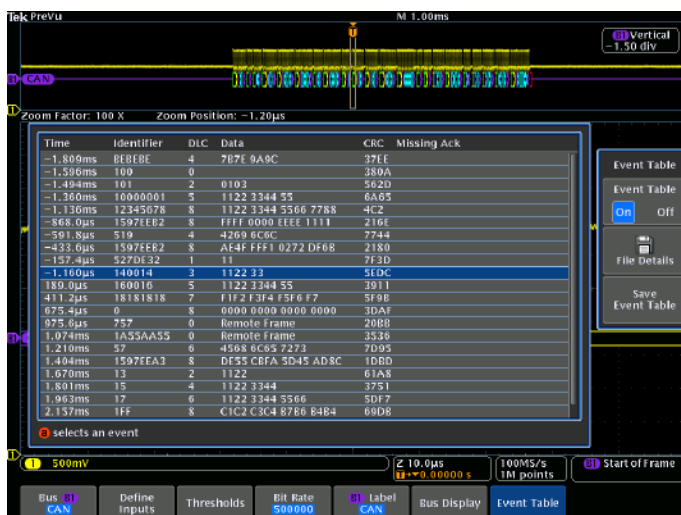 Tek PreVu M 1.00ms
B1 Vertical
-1.50 div
B1 CAN
Zoom Factor: 100 X Zoom Position: -1.20µs
Time Identifier DLC Data CRC Missing Ack
-1.809ms BEBEBE 4 7B7E 9A9C 37EE
-1.596ms 100 0 380A
-1.494ms 101 2 0103 562D
-1.360ms 10000001 5 1122 3344 55 6A65
-1.136ms 12345678 8 1122 3344 5566 7788 4C2
-868.0µs 1597EEB2 8 FFFF 0000 EEEE 1111 216E
-591.8µs 519 4 4269 6C6C 7744
-433.6µs 1597EEB2 8 AE4F FFF1 0272 DF6B 2180
-157.4µs 527DE32 1 11 7F3D
-1.160µs 140014 3 1122 33 5EDC
189.0µs 160016 5 1122 3344 55 3911
411.2µs 18181818 7 F1F2 F3F4 F5F6 F7 5F9B
675.4µs 0 8 0000 0000 0000 0000 3DAF
975.6µs 757 0 Remote Frame 20BB
1.074ms 1A55AA55 0 Remote Frame 3536
1.210ms 57 6 4568 6C65 7273 7D95
1.404ms 1597EEA3 8 DE55 CBFA 5D45 AD8C 1DBD
1.670ms 13 2 1122 61A8
1.801ms 15 4 1122 3344 3751
1.963ms 17 6 1122 3344 5566 5DF7
2.157ms 1FF 8 C1C2 C3C4 B7B6 B4B4 69DB
a selects an event
Event Table
Event Table
On Off
File Details
Save
Event Table
1 500mV
Z 10.0µs
T 0.00000 s
100MS/s
1M points
B1 Start of Frame
Bus B1
CAN
Define
Inputs
Thresholds
Bit Rate
500000
B1 Label
CAN
Bus Display
Event Table